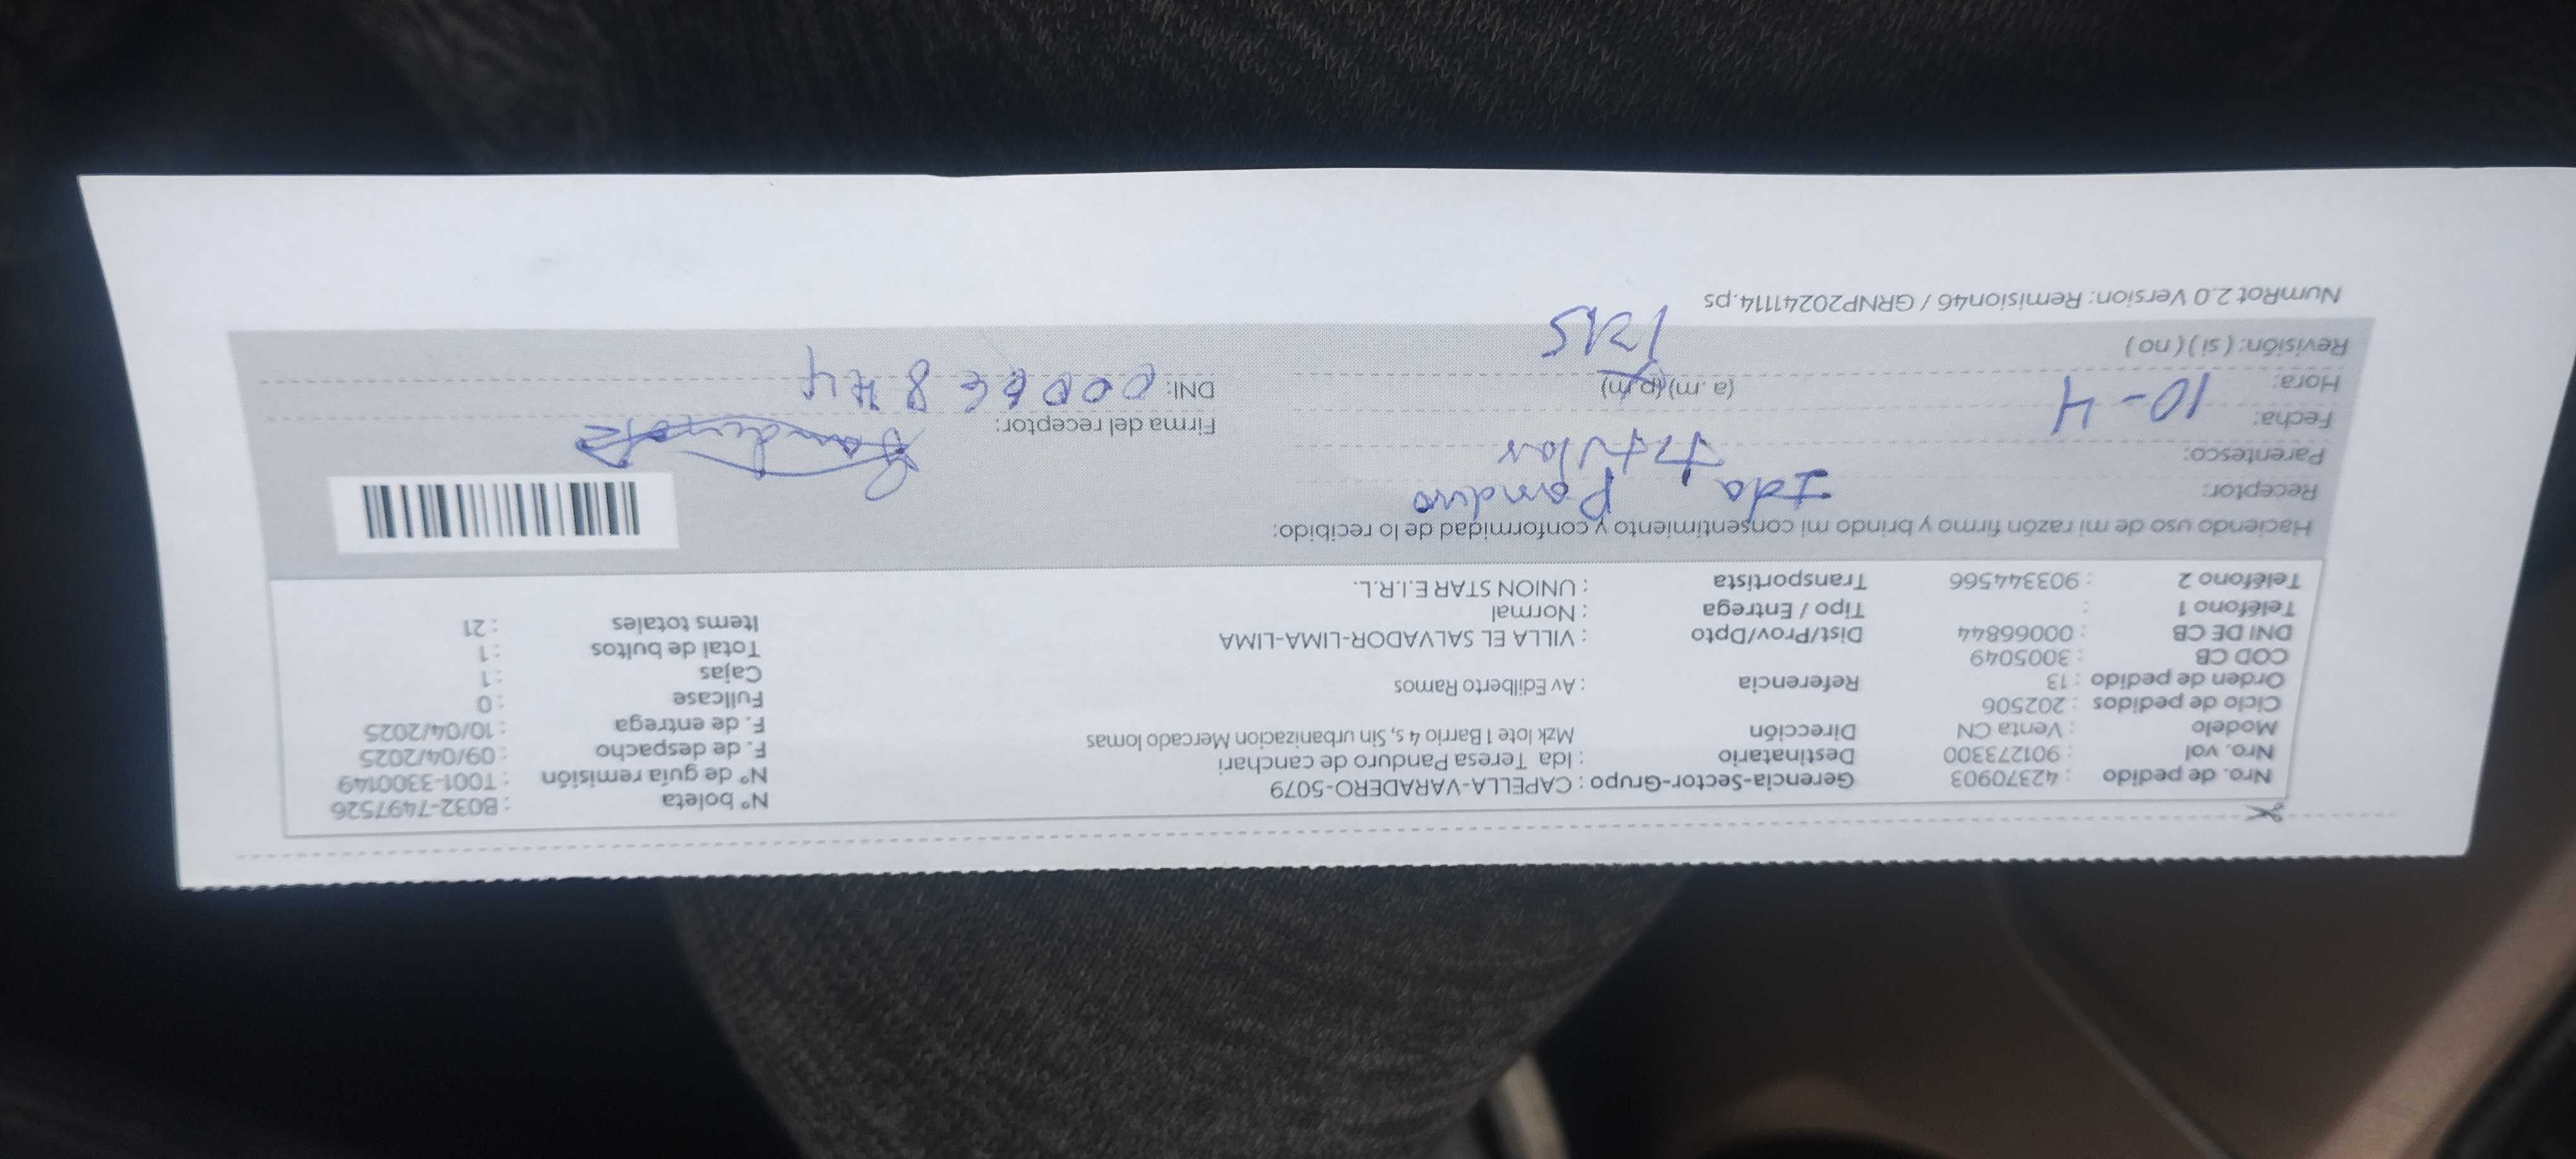 Nro. de pedido : 42370903 Gerencia-Sector-Grupo : CAPELLA-VARADERO-5079 N° boleta : B032-7497526
Nro. vol : 901273300 Destinatario : Ida Teresa Panduro de canchari N° de guía remisión : T001-3300149
Modelo : Venta CN Dirección Mzk lote 1 Barrio 4 s, Sin urbanizacion Mercado lomas F. de despacho : 09/04/2025
Ciclo de pedidos : 202506 F. de entrega : 10/04/2025
Orden de pedido : 13 Referencia : Av Edilberto Ramos Fullcase : 0
COD CB : 3005049 Cajas : 1
DNI DE CB : 00066844 Dist/Prov/Dpto : VILLA EL SALVADOR-LIMA-LIMA Total de bultos : 1
Teléfono 1 : Tipo / Entrega : Normal Items totales : 21
Teléfono 2 : 903344566 Transportista : UNION STAR E.I.R.L.
Haciendo uso de mi razón firmo y brindo mi consentimiento y conformidad de lo recibido:
Receptor: Ida Panduro
Parentesco: titular
Fecha: 10-4 Firma del receptor:
Hora: (a.m) (p.m) 1215 DNI:
Revisión: ( si ) ( no )
NumRot 2.0 Version: Remision46 / GRNP20241114.ps